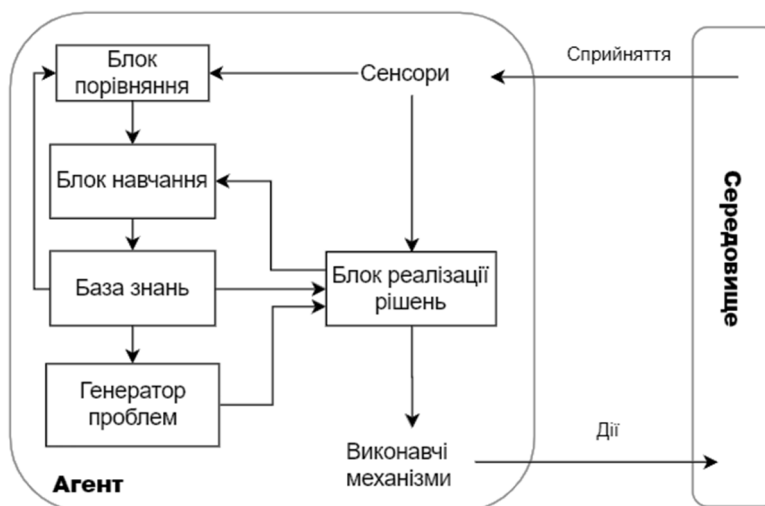 Блок
порівняння
Сенсори
Сприйняття
Блок навчання
База знань
Блок реалізації
рішень
Генератор
проблем
Виконавчі
механізми
Дії
Агент
Середовище